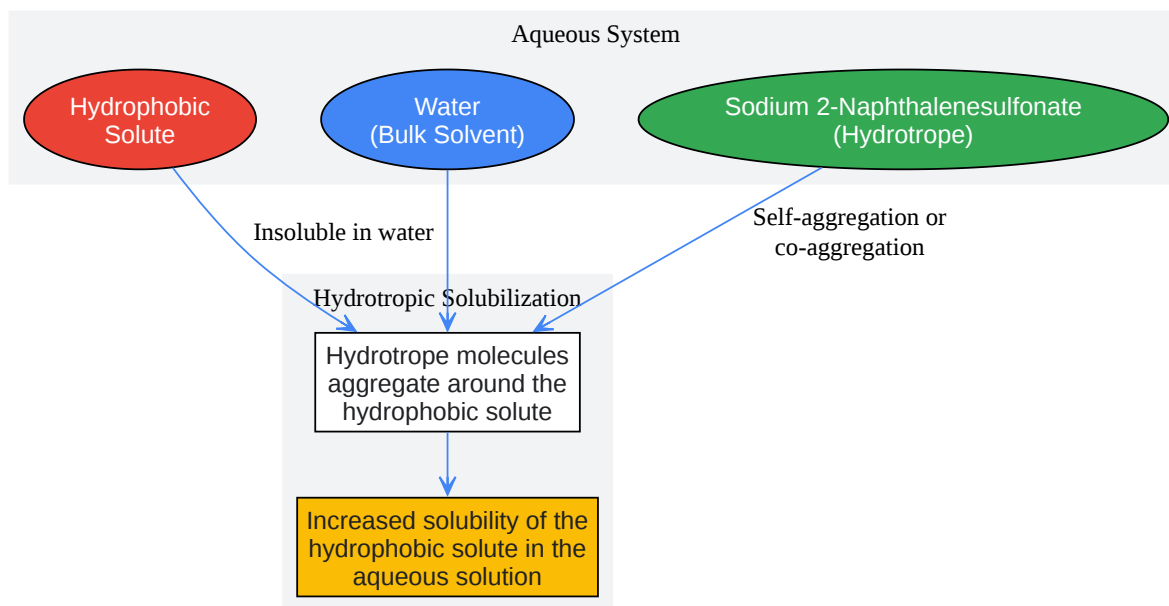 Aqueous System
Hydrophobic
Solute
Water
(Bulk Solvent)
Sodium 2-Naphthalenesulfonate
(Hydrotrope)
Insoluble in water
Self-aggregation or
co-aggregation
Hydrotropic Solubilization
Hydrotrope molecules
aggregate around the
hydrophobic solute
Increased solubility of the
hydrophobic solute in the
aqueous solution